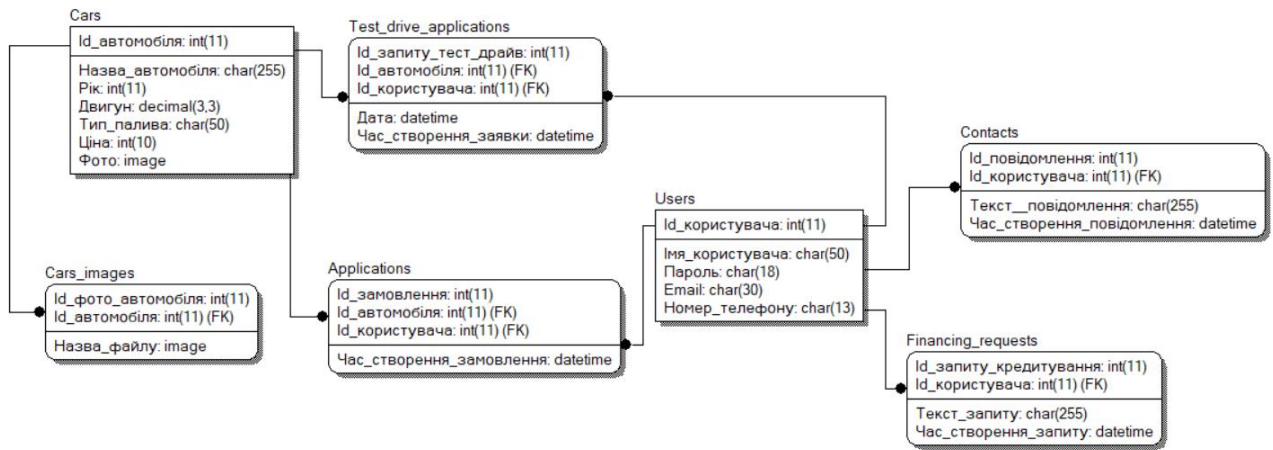 Cars
Id_автомобіля: int(11)
Назва_автомобіля: char(255)
Рік: int(11)
Двигун: decimal(3,3)
Тип_палива: char(50)
Ціна: int(10)
Фото: image
Test_drive_applications
Id_запиту_тест_драйв: int(11)
Id_автомобіля: int(11) (FK)
Id_користувача: int(11) (FK)
Дата: datetime
Час_створення_заявки: datetime
Contacts
Id_повідомлення: int(11)
Id_користувача: int(11) (FK)
Текст__повідомлення: char(255)
Час_створення_повідомлення: datetime
Users
Id_користувача: int(11)
Імя_користувача: char(50)
Пароль: char(18)
Email: char(30)
Номер_телефону: char(13)
Cars_images
Id_фото_автомобіля: int(11)
Id_автомобіля: int(11) (FK)
Назва_файлу: image
Applications
Id_замовлення: int(11)
Id_автомобіля: int(11) (FK)
Id_користувача: int(11) (FK)
Час_створення_замовлення: datetime
Financing_requests
Id_запиту_кредитування: int(11)
Id_користувача: int(11) (FK)
Текст_запиту: char(255)
Час_створення_запиту: datetime